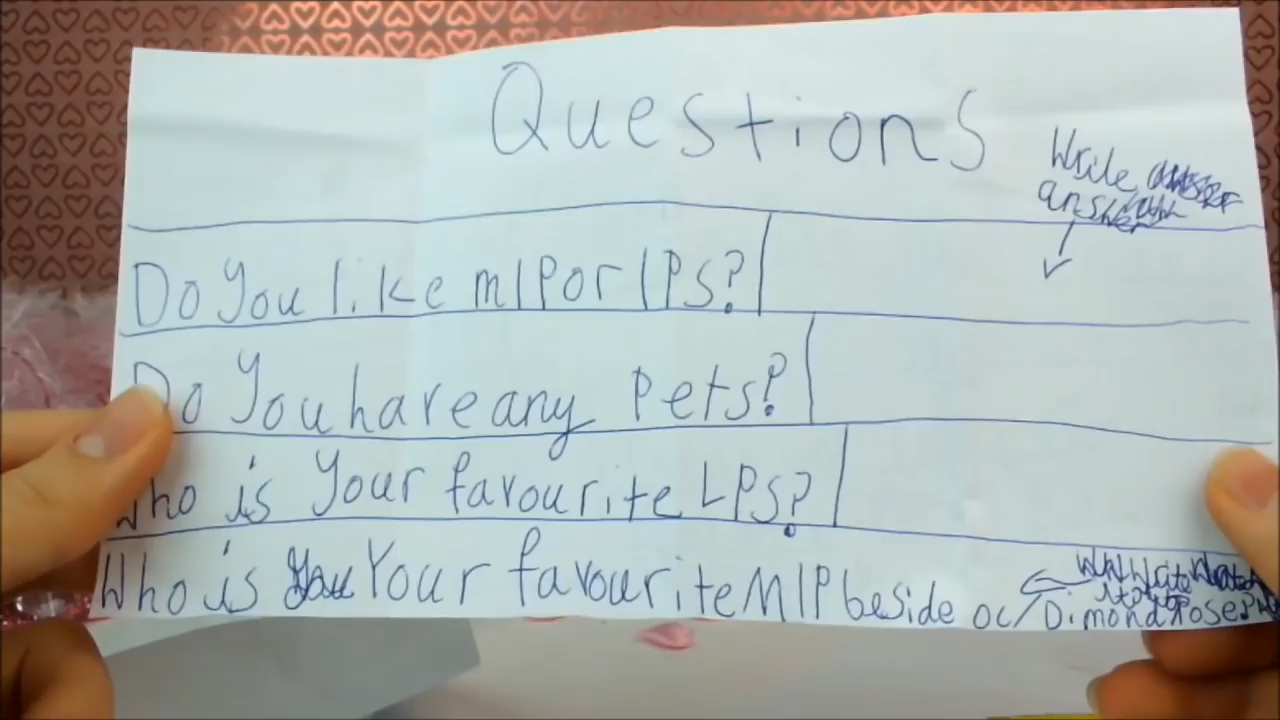 Questions
Write
answer
Do you like mlp or lPS?
Do you have any Pets?
Who is your favourite LPS?
Who is Your favourite MlP beside oc/Dimond Rose